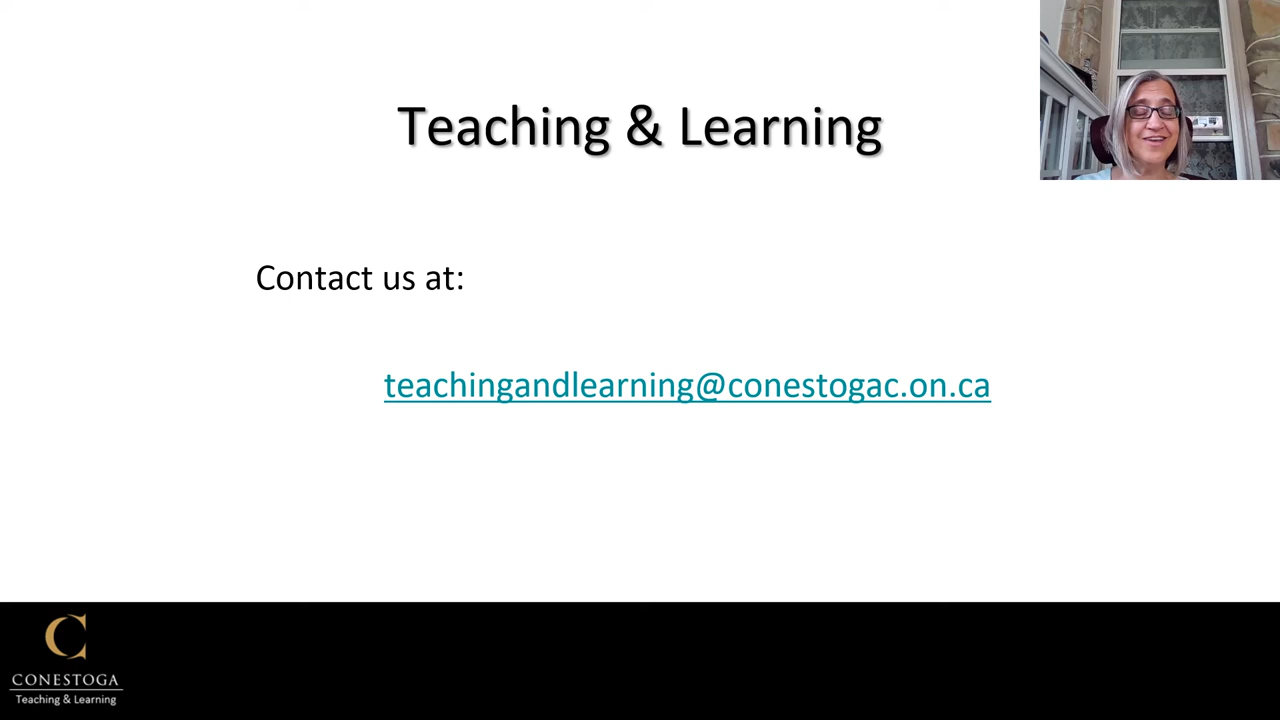 Teaching & Learning
Contact us at:
teachingandlearning@conestogac.on.ca
CONESTOGA
Teaching & Learning